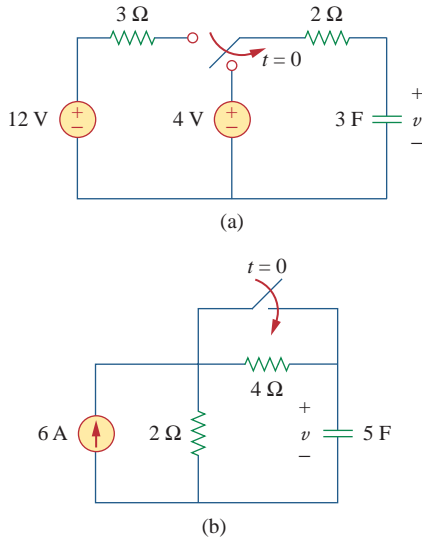 3 Ω 2 Ω
t = 0
12 V + − 4 V + − 3 F + v −
(a)
t = 0
4 Ω
6 A 2 Ω + v − 5 F
(b)